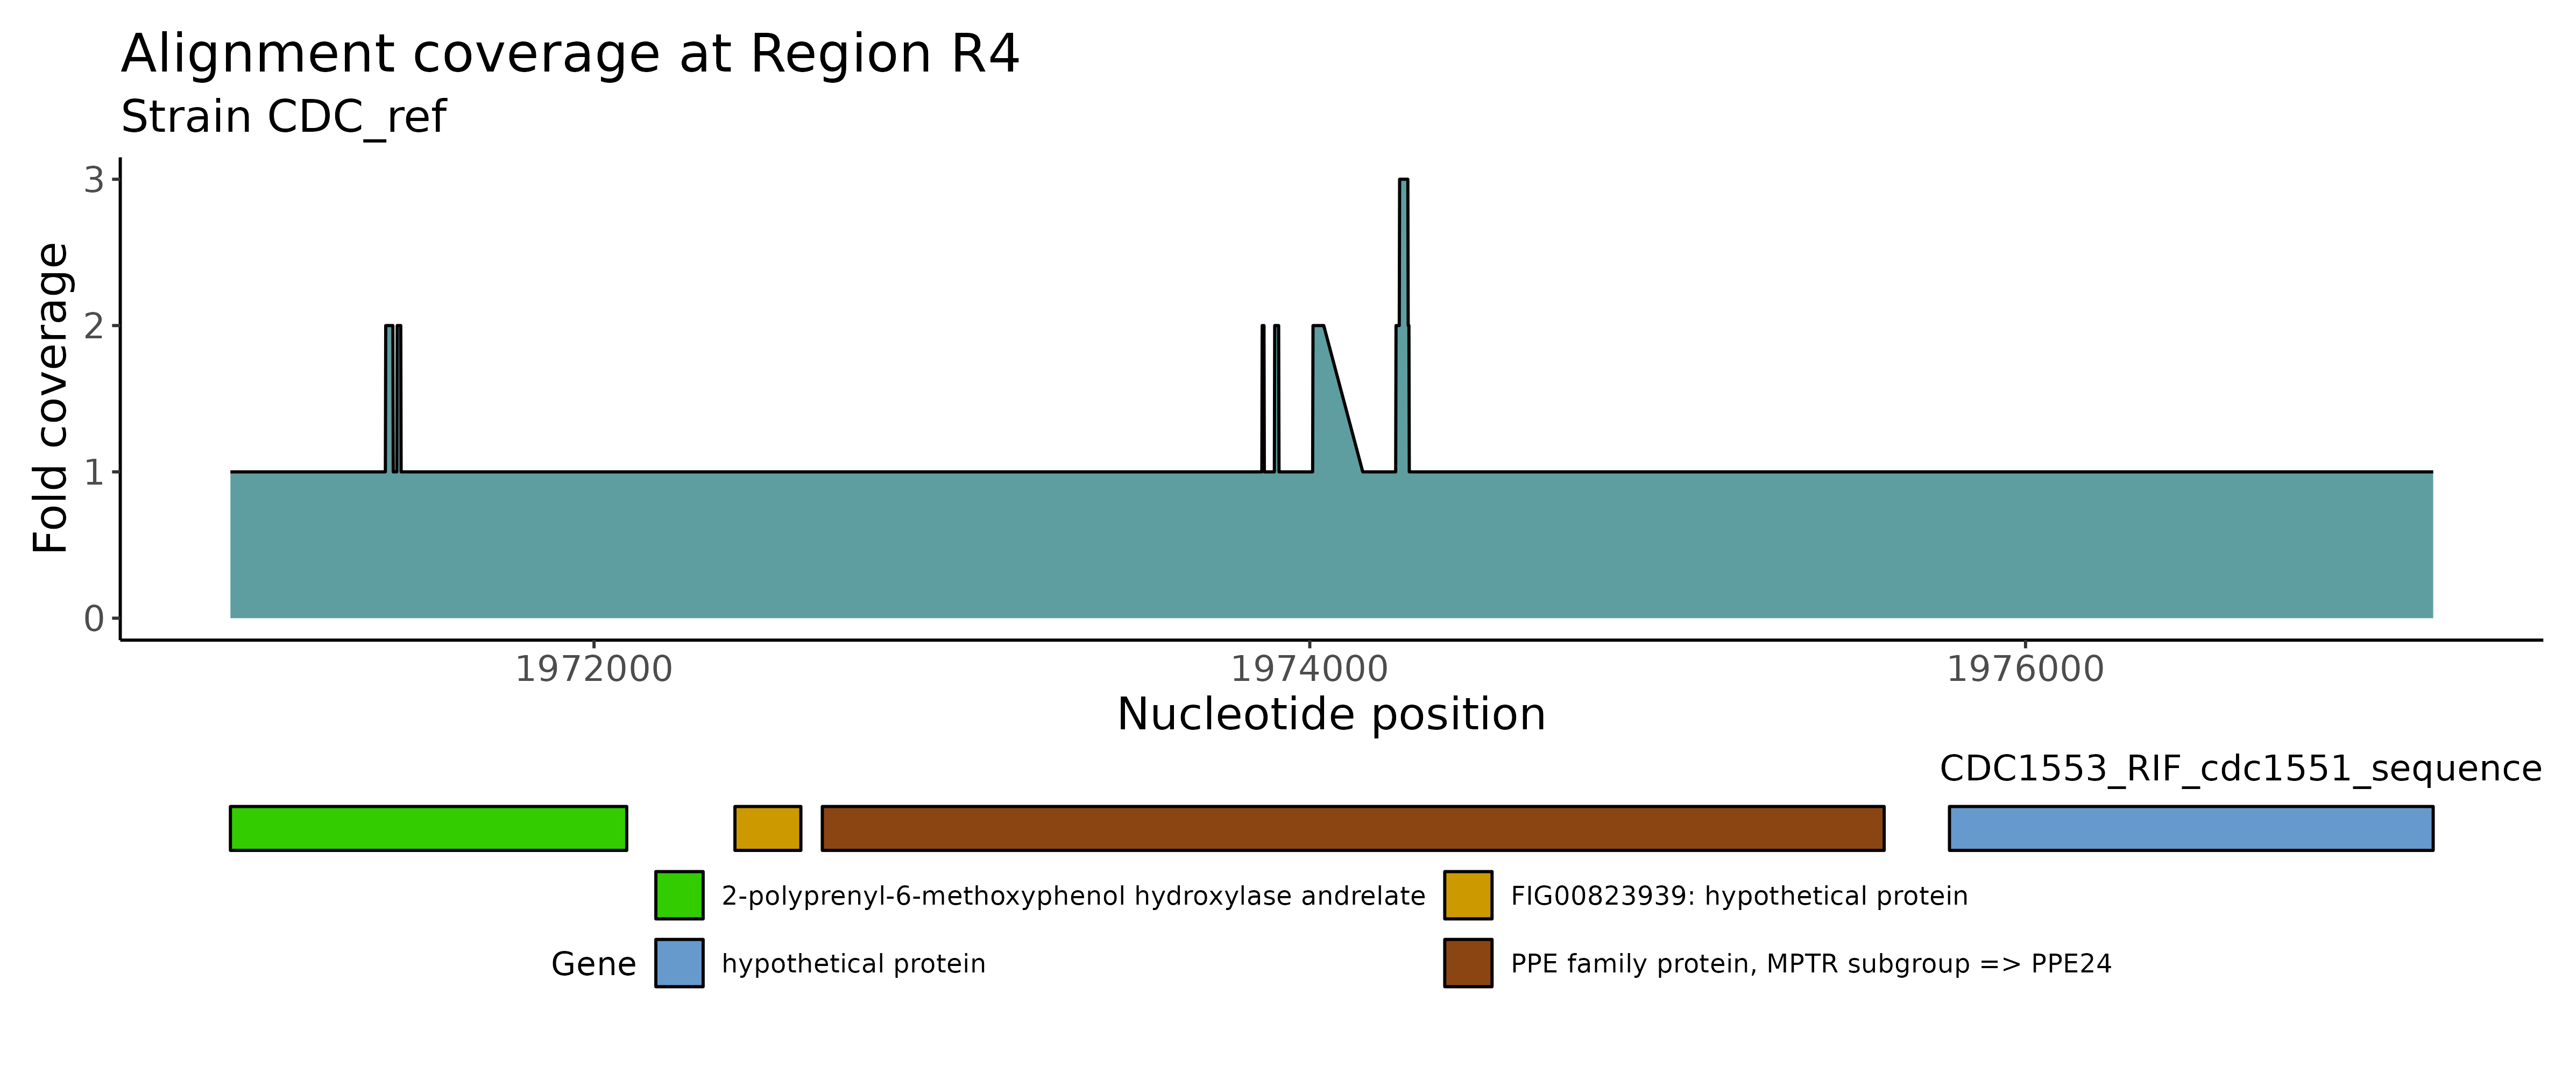 Alignment coverage at Region R4
Strain CDC_ref
3
2
1
0
Fold coverage
1972000 1974000 1976000
Nucleotide position
CDC1553_RIF_cdc1551_sequence
Gene
2-polyprenyl-6-methoxyphenol hydroxylase andrelate
FIG00823939: hypothetical protein
hypothetical protein
PPE family protein, MPTR subgroup => PPE24